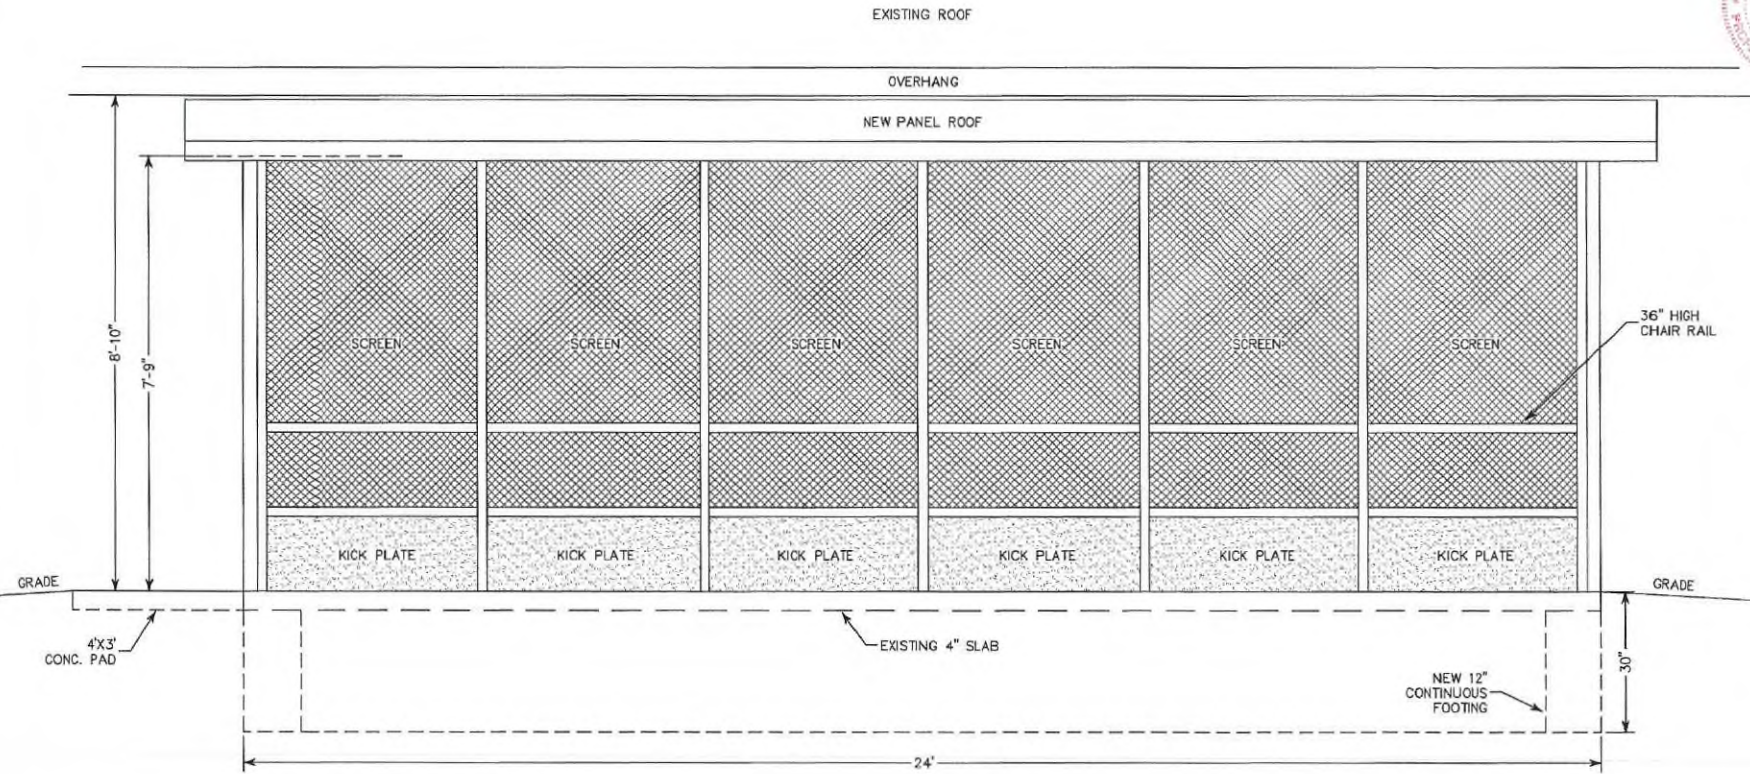 EXISTING ROOF
OVERHANG
NEW PANEL ROOF
8'-10"
7'-9"
SCREEN
SCREEN
SCREEN
SCREEN
SCREEN
SCREEN
36" HIGH
CHAIR RAIL
KICK PLATE
KICK PLATE
KICK PLATE
KICK PLATE
KICK PLATE
KICK PLATE
GRADE
GRADE
4'X3'
CONC. PAD
EXISTING 4" SLAB
30"
NEW 12"
CONTINUOUS
FOOTING
24'